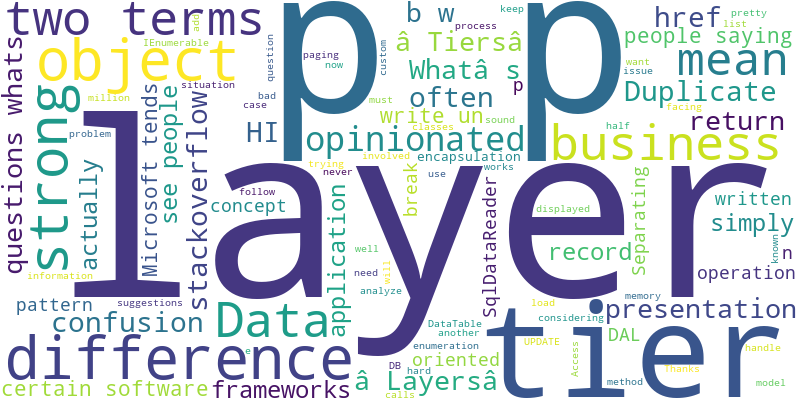 two terms
p p
b w
href
IEnumerable
add
question
custom
paging
now
â Tiersâ
process
keep
pretty
list
people saying
object
situation
bad
case
Whatâ s
want
issue
mean
questions whats
million
often
p
must
classes
sound
facing
Duplicate
strong
problem
Microsoft tends
see people
stackoverflow
HI
write un
opinionated
half
return
actually
trying
involved
never
encapsulation
use
works
business
layer
follow
concept
application
well
need
will
analyze
break
SqlDataReader
displayed
record
Separating
written
simply
known
n
operation
information
pattern
suggestions
confusion
Data
e
DataTable
another
enumeration
load
considering
UPDATE
memory
presentation
DAL
Access
Thanks
handle
difference
DB
hard
calls
oriented
tier
method
model
certain software
frameworks
â Layersâ